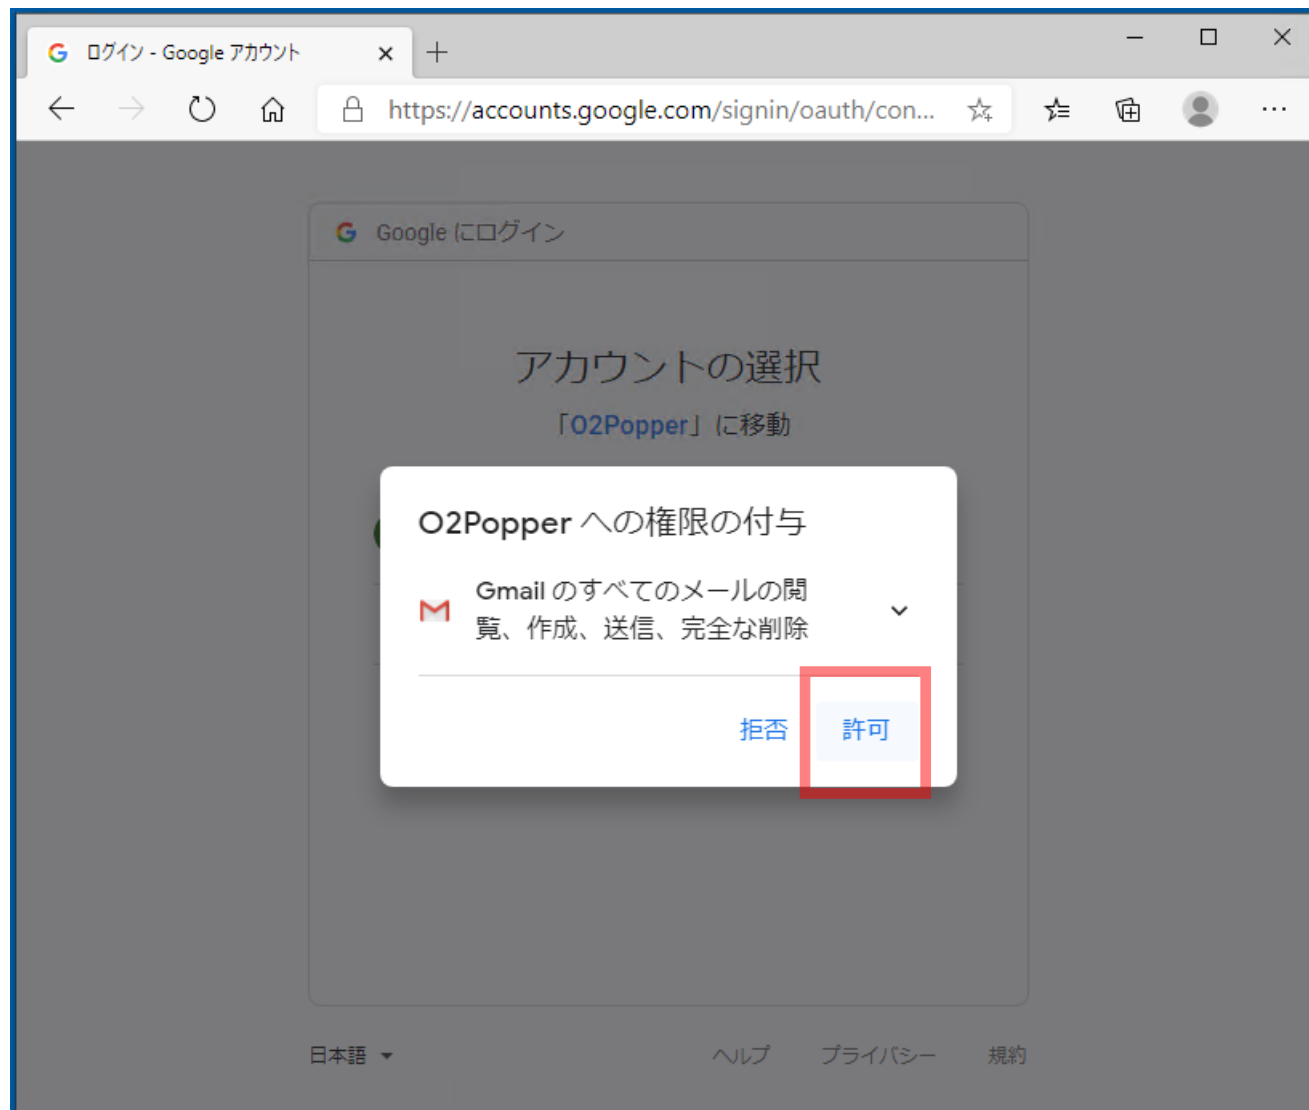 ログイン - Google アカウント
https://accounts.google.com/signin/oauth/con...
Google にログイン
アカウントの選択
「O2Popper」に移動
O2Popper への権限の付与
Gmail のすべてのメールの閲
覧、作成、送信、完全な削除
拒否 許可
日本語 ヘルプ プライバシー 規約